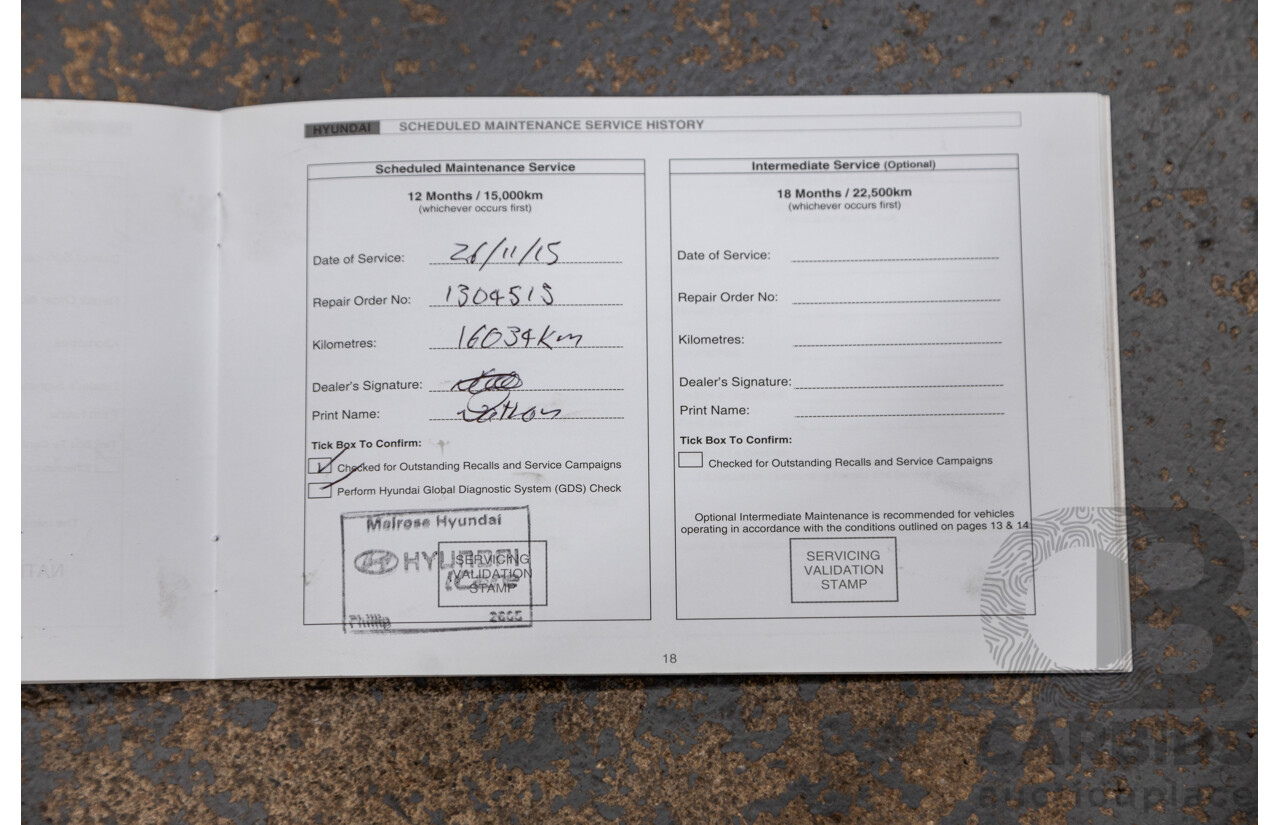 HYUNDAI SCHEDULED MAINTENANCE SERVICE HISTORY
Scheduled Maintenance Service
12 Months / 15,000km
(whichever occurs first)
Date of Service: 26/11/15
Repair Order No: 1304515
Kilometres: 16034km
Dealer's Signature:
Print Name:
Tick Box To Confirm:
Checked for Outstanding Recalls and Service Campaigns
Perform Hyundai Global Diagnostic System (GDS) Check
Melrose Hyundai
HYUNDAI
SERVICING
VALIDATION
STAMP
Phillip
Intermediate Service (Optional)
18 Months / 22,500km
(whichever occurs first)
Date of Service:
Repair Order No:
Kilometres:
Dealer's Signature:
Print Name:
Tick Box To Confirm:
Checked for Outstanding Recalls and Service Campaigns
Optional Intermediate Maintenance is recommended for vehicles
operating in accordance with the conditions outlined on pages 13 & 14
SERVICING
VALIDATION
STAMP
18
CARSiBiDS
auctionplace